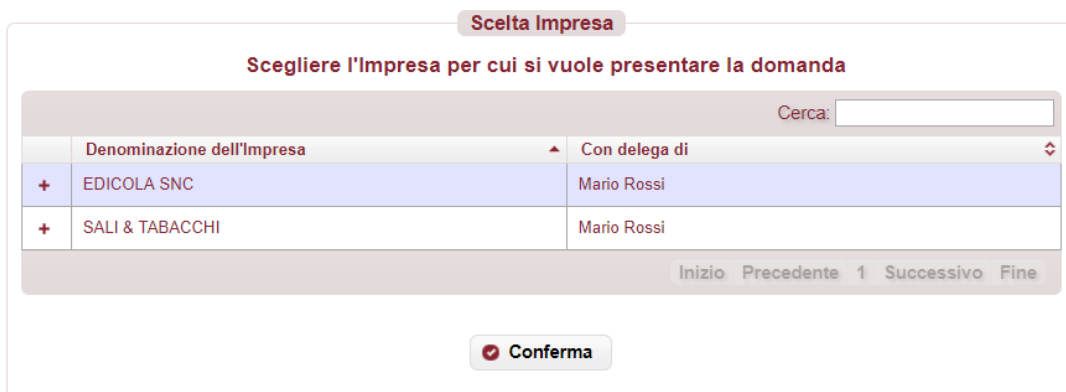 Scelta Impresa
Scegliere l'Impresa per cui si vuole presentare la domanda
Cerca:
Denominazione dell'Impresa Con delega di
EDICOLA SNC Mario Rossi
SALI & TABACCHI Mario Rossi
Inizio Precedente 1 Successivo Fine
Conferma